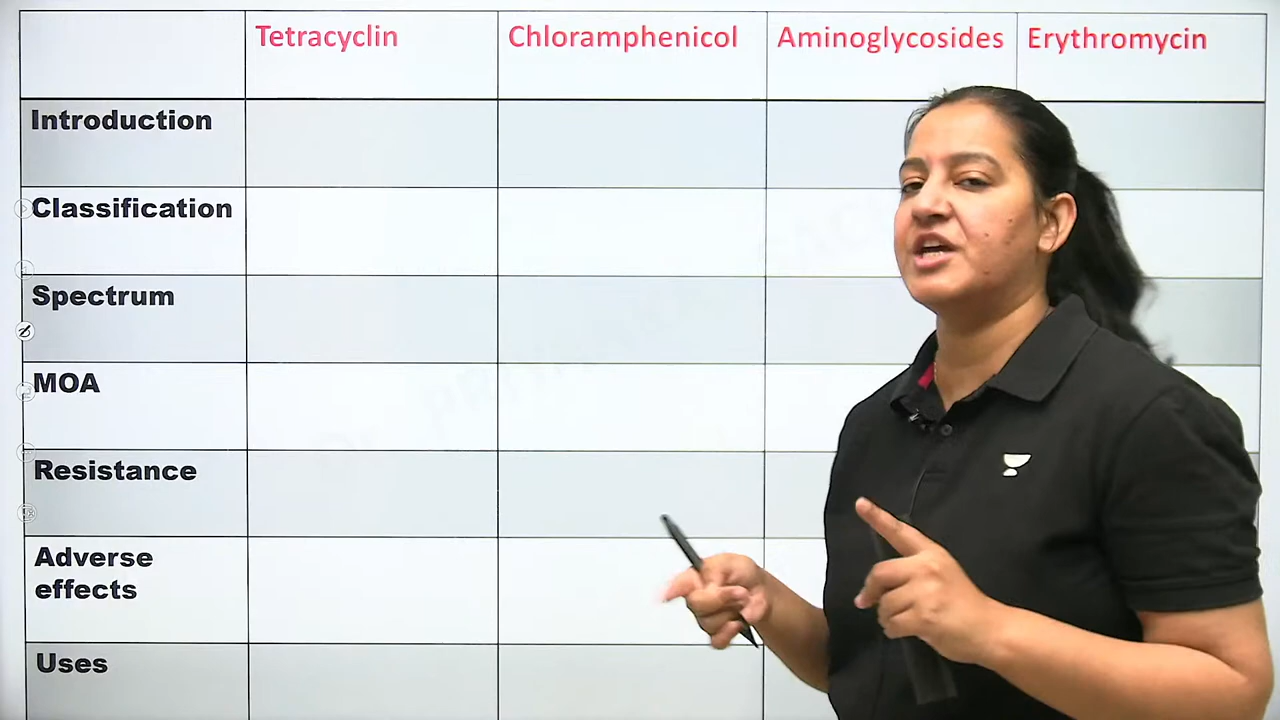 Tetracyclin Chloramphenicol Aminoglycosides Erythromycin
Introduction
Classification
Spectrum
MOA
Resistance
Adverse
effects
Uses